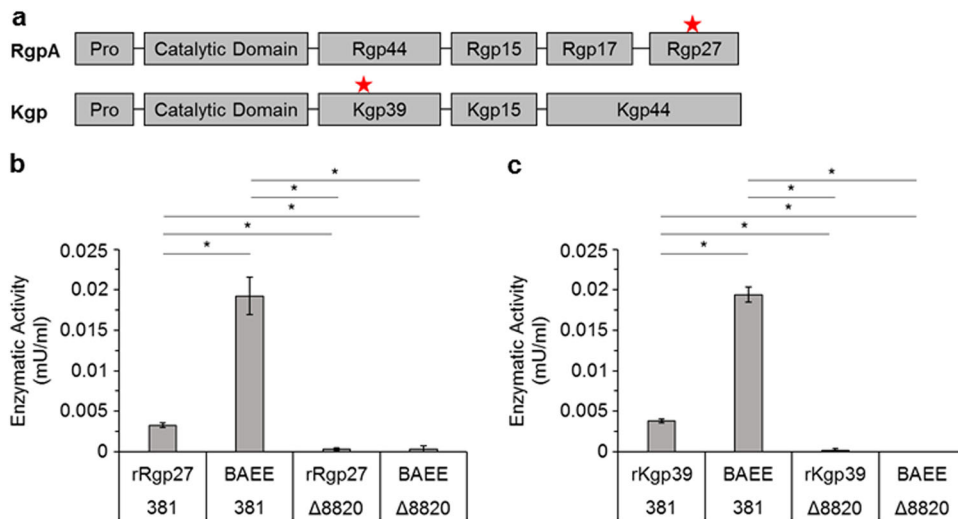 a
RgpA Pro Catalytic Domain Rgp44 Rgp15 Rgp17 Rgp27
Kgp Pro Catalytic Domain Kgp39 Kgp15 Kgp44
b
*
*
*
*
*
Enzymatic Activity
(mU/ml)
0.025
0.02
0.015
0.01
0.005
0
rRgp27 BAEE rRgp27 BAEE
381 381 Δ8820 Δ8820
c
*
*
*
*
*
Enzymatic Activity
(mU/ml)
0.025
0.02
0.015
0.01
0.005
0
rKgp39 BAEE rKgp39 BAEE
381 381 Δ8820 Δ8820